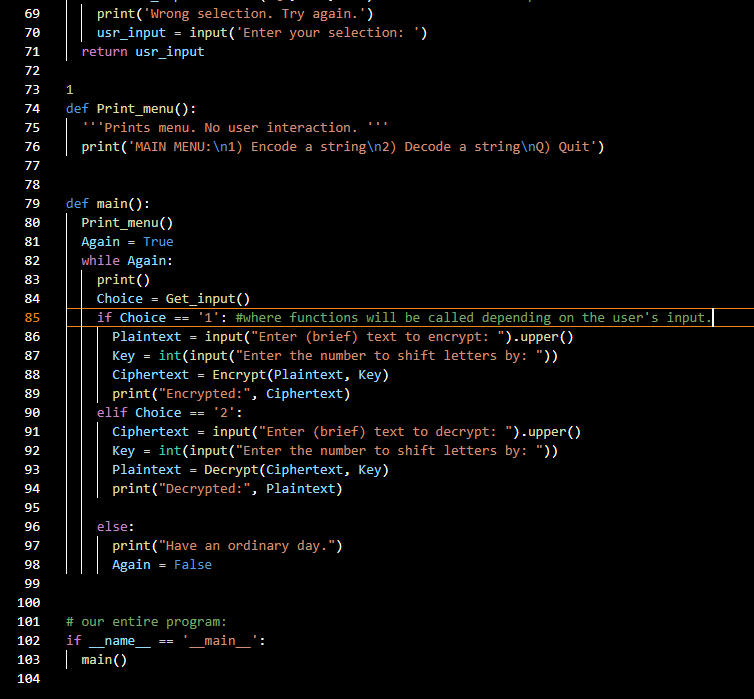 69 print('Wrong selection. Try again.')
70 usr_input = input('Enter your selection: ')
71 return usr_input
72
73 1
74 def Print_menu():
75 '''Prints menu. No user interaction. '''
76 print('MAIN MENU:\n1) Encode a string\n2) Decode a string\nQ) Quit')
77
78
79 def main():
80 Print_menu()
81 Again = True
82 while Again:
83 print()
84 Choice = Get_input()
85 if Choice == '1': #where functions will be called depending on the user's input.
86 Plaintext = input("Enter (brief) text to encrypt: ").upper()
87 Key = int(input("Enter the number to shift letters by: "))
88 Ciphertext = Encrypt(Plaintext, Key)
89 print("Encrypted:", Ciphertext)
90 elif Choice == '2':
91 Ciphertext = input("Enter (brief) text to decrypt: ").upper()
92 Key = int(input("Enter the number to shift letters by: "))
93 Plaintext = Decrypt(Ciphertext, Key)
94 print("Decrypted:", Plaintext)
95
96 else:
97 print("Have an ordinary day.")
98 Again = False
99
100
101 # our entire program:
102 if __name__ == '__main__':
103 main()
104